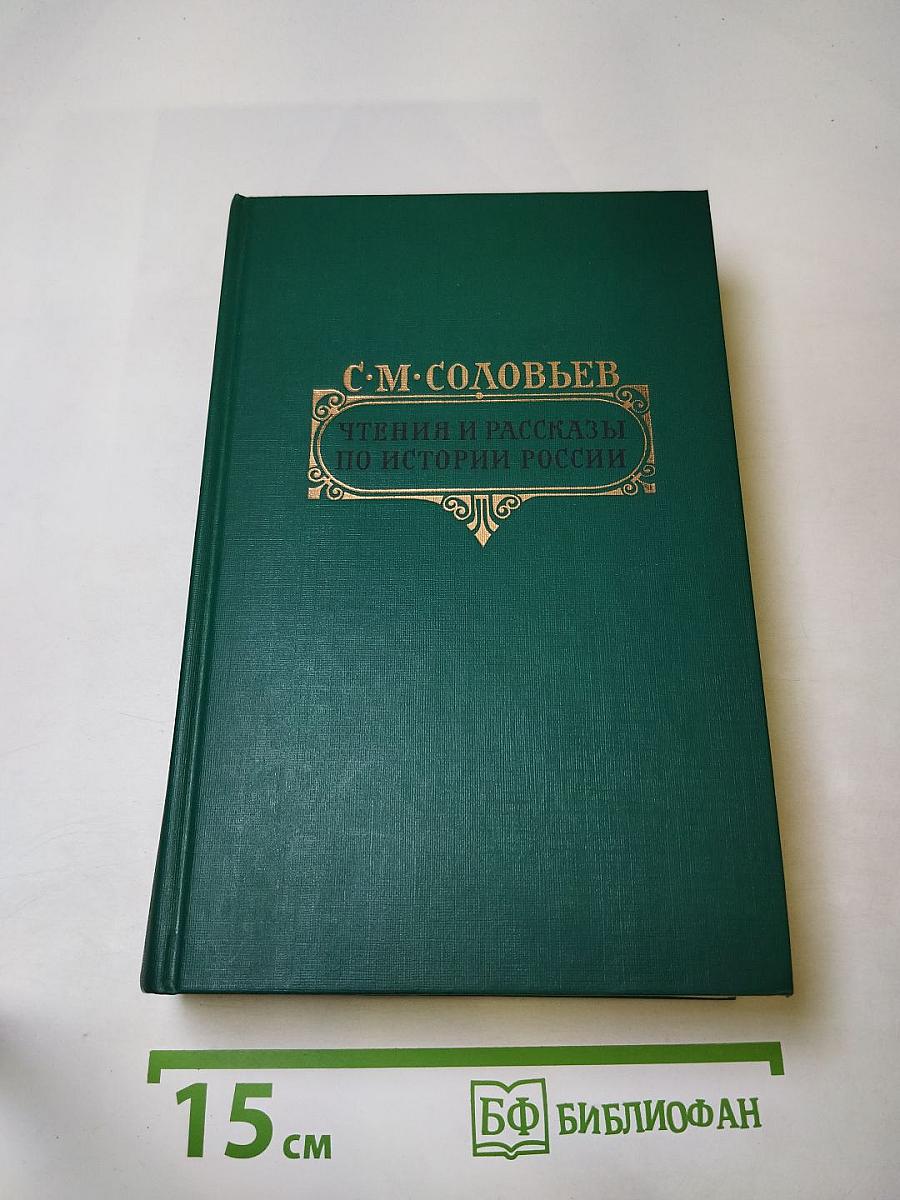 С·М·СОЛОВЬЕВ
ЧТЕНИЯ И РАССКАЗЫ
ПО ИСТОРИИ РОССИИ
15 см
БФ БИБЛИОФАН